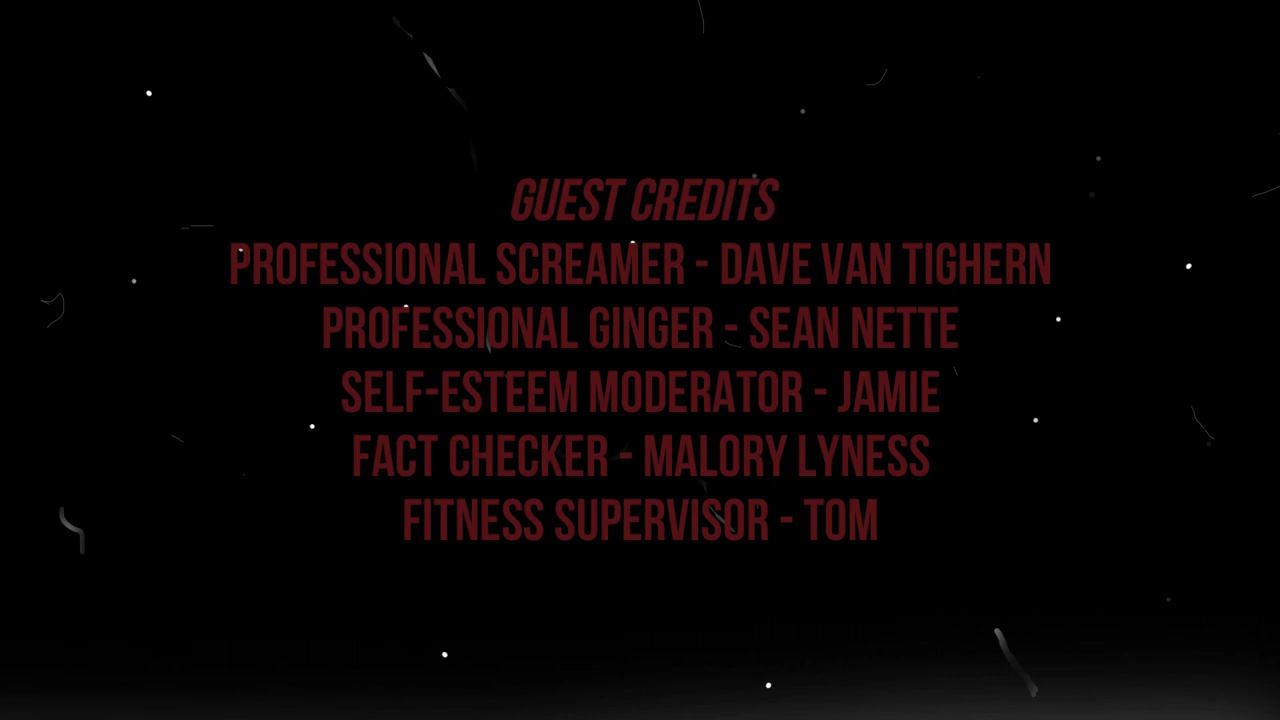 GUEST CREDITS
PROFESSIONAL SCREAMER - DAVE VAN TIGHERN
PROFESSIONAL GINGER - SEAN NETTE
SELF-ESTEEM MODERATOR - JAMIE
FACT CHECKER - MALORY LYNESS
FITNESS SUPERVISOR - TOM